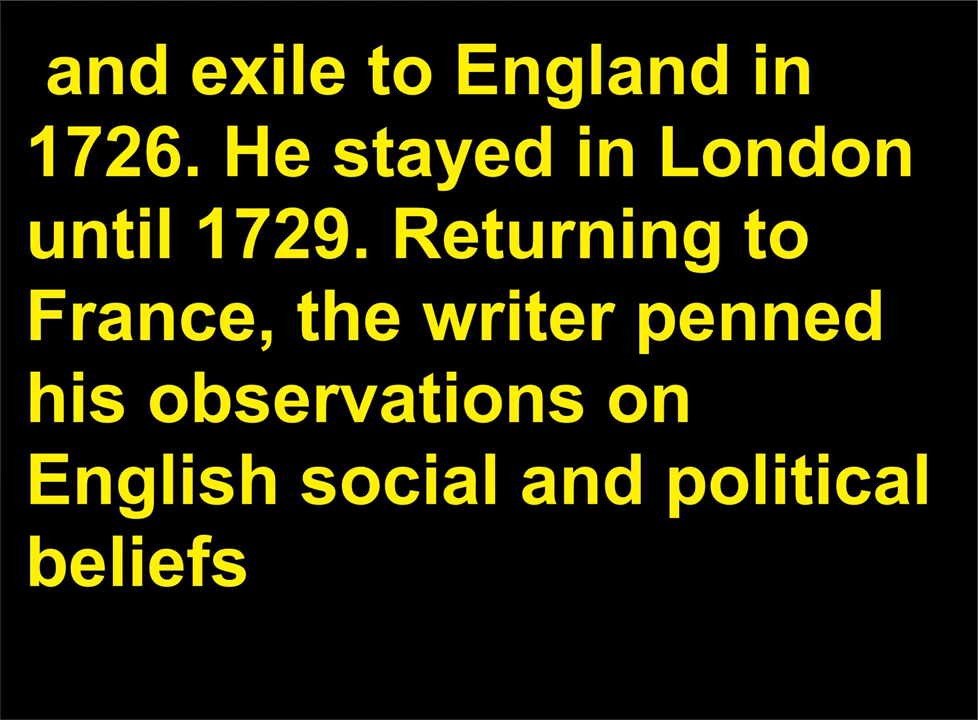 and exile to England in
1726. He stayed in London
until 1729. Returning to
France, the writer penned
his observations on
English social and political
beliefs